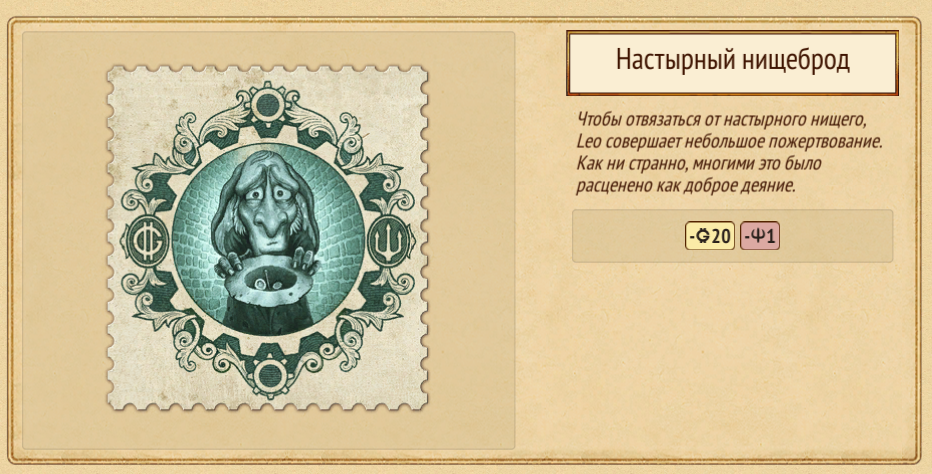 Настырный нищеброд
Чтобы отвязаться от настырного нищего,
Leo совершает небольшое пожертвование.
Как ни странно, многими это было
расценено как доброе деяние.
-20 -1